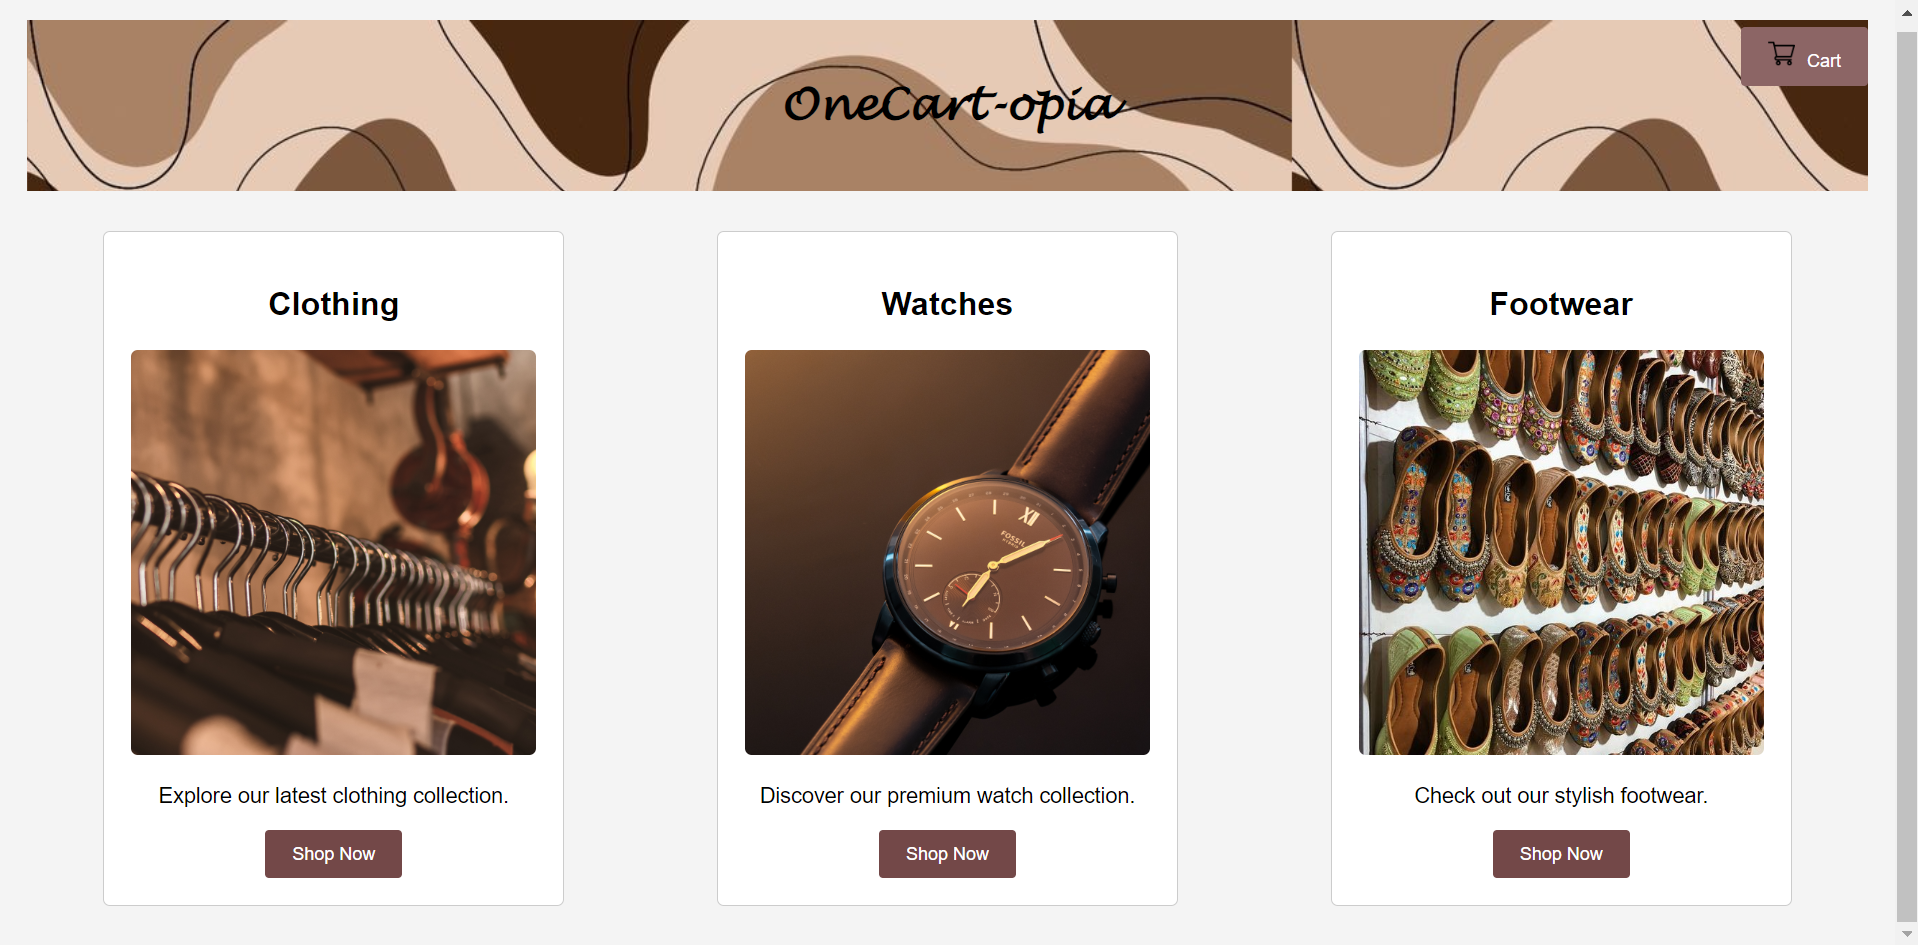 OneCart-opia
Cart
Clothing
Watches
Footwear
XII
FOSSIL
Explore our latest clothing collection.
Discover our premium watch collection.
Check out our stylish footwear.
Shop Now
Shop Now
Shop Now